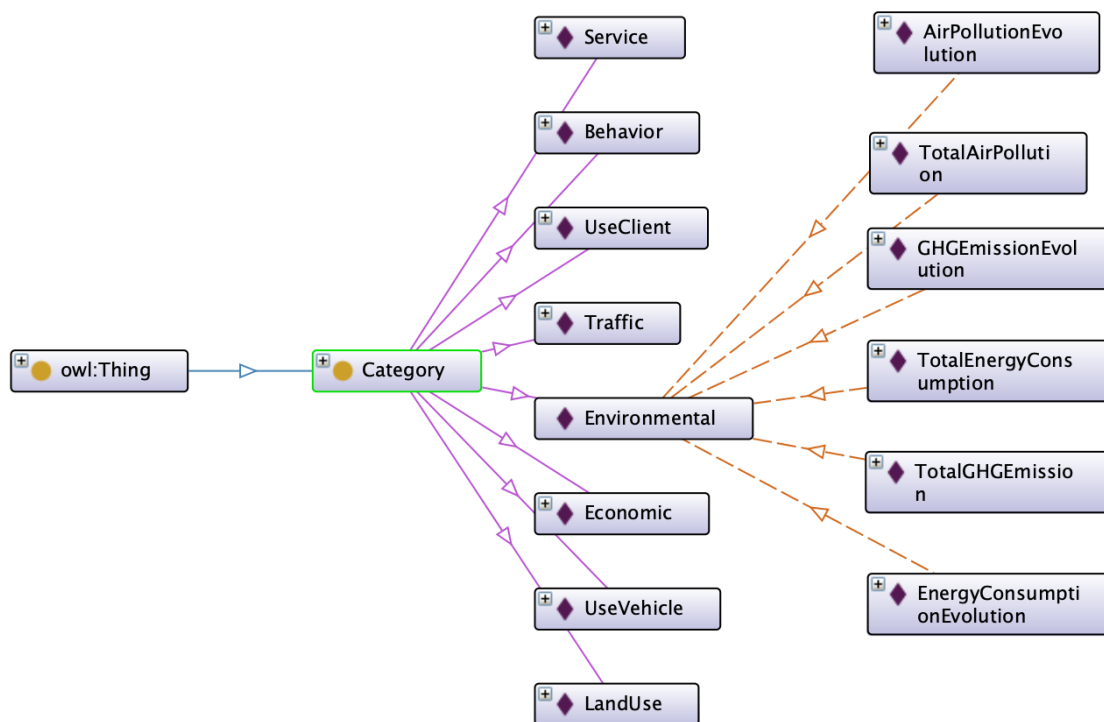 Service
AirPollutionEvo
lution
Behavior
TotalAirPolluti
on
UseClient
GHGEmissionEvol
ution
Traffic
owl:Thing
Category
TotalEnergyCons
umption
Environmental
TotalGHGEmissio
n
Economic
UseVehicle
EnergyConsumpti
onEvolution
LandUse